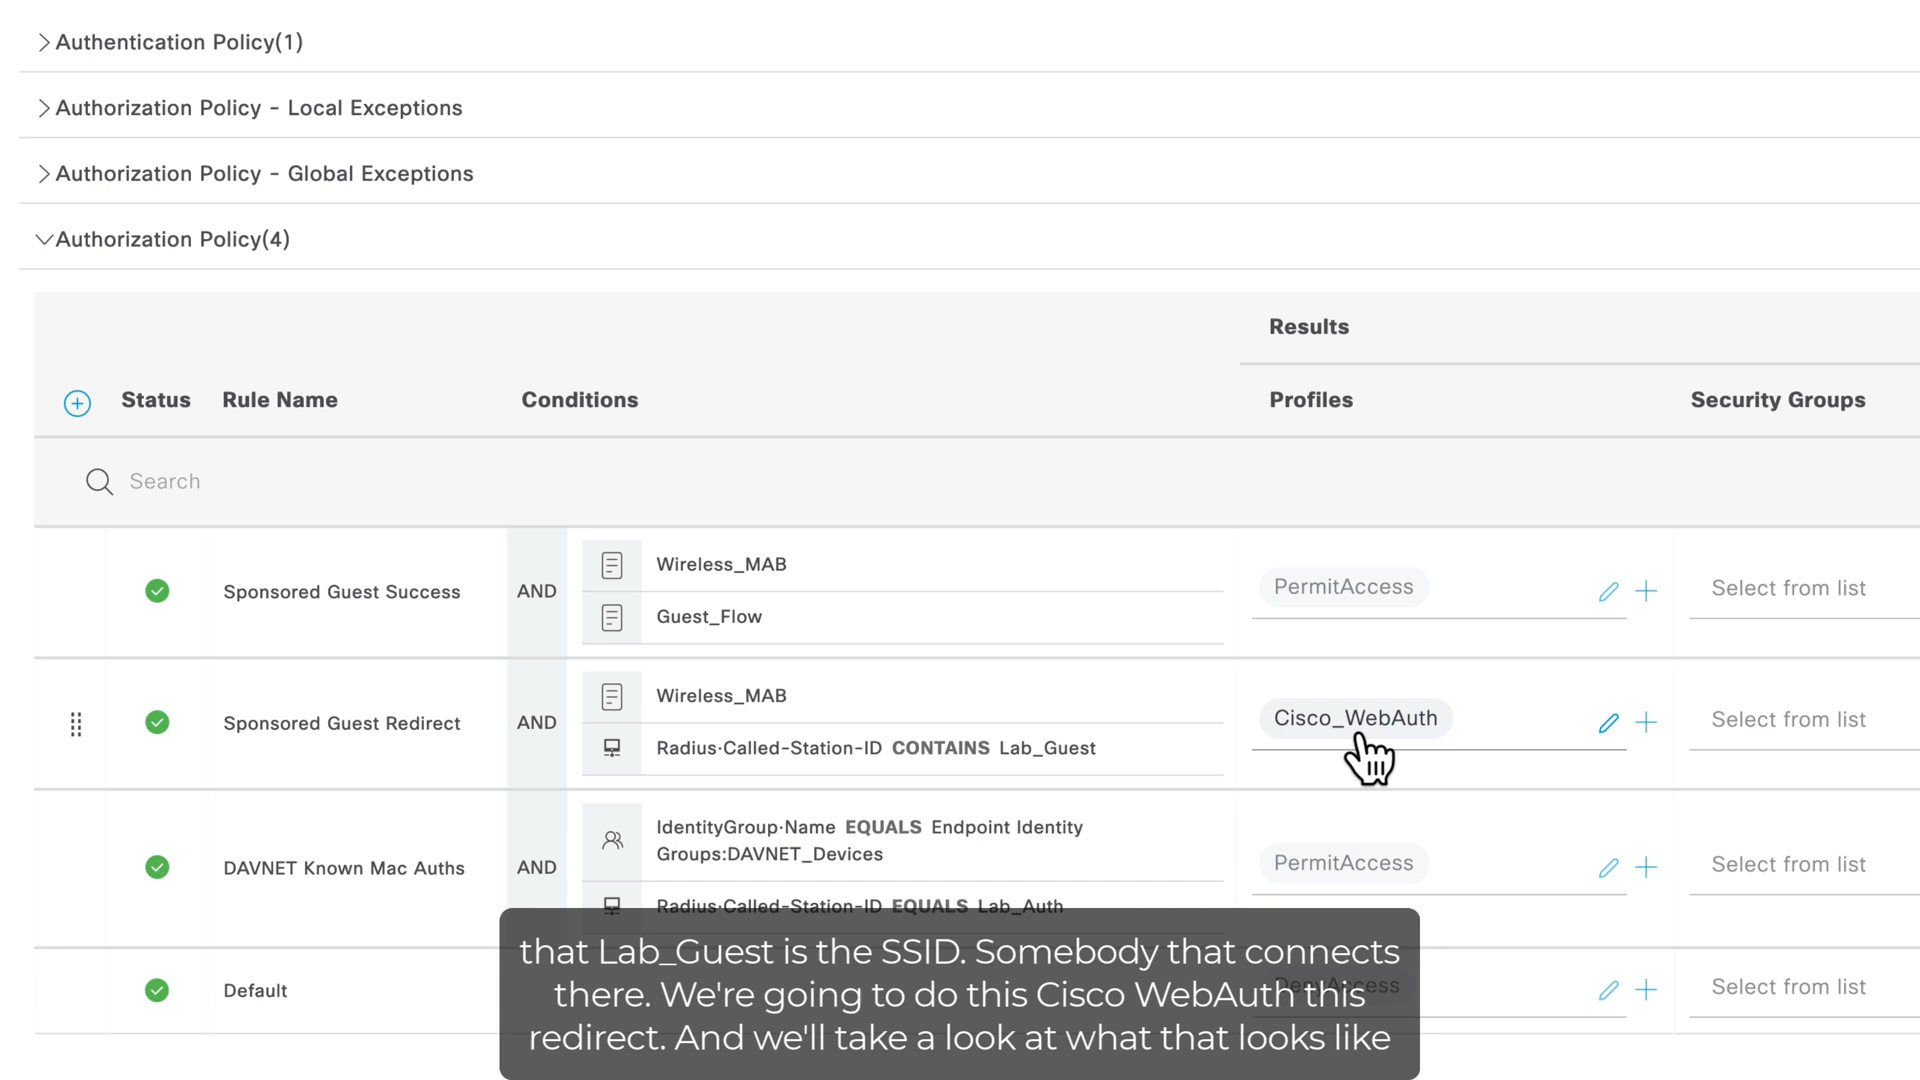 Authentication Policy(1)
Authorization Policy - Local Exceptions
Authorization Policy - Global Exceptions
Authorization Policy(4)
Results
Status Rule Name Conditions Profiles Security Groups
Search
Sponsored Guest Success AND Wireless_MAB PermitAccess Select from list
Guest_Flow
Sponsored Guest Redirect AND Wireless_MAB Cisco_WebAuth Select from list
Radius·Called-Station-ID CONTAINS Lab_Guest
DAVNET Known Mac Auths AND IdentityGroup·Name EQUALS Endpoint Identity PermitAccess Select from list
Groups:DAVNET_Devices
Radius·Called-Station-ID EQUALS Lab_Auth
Default DenyAccess Select from list
that Lab_Guest is the SSID. Somebody that connects
there. We're going to do this Cisco WebAuth this
redirect. And we'll take a look at what that looks like